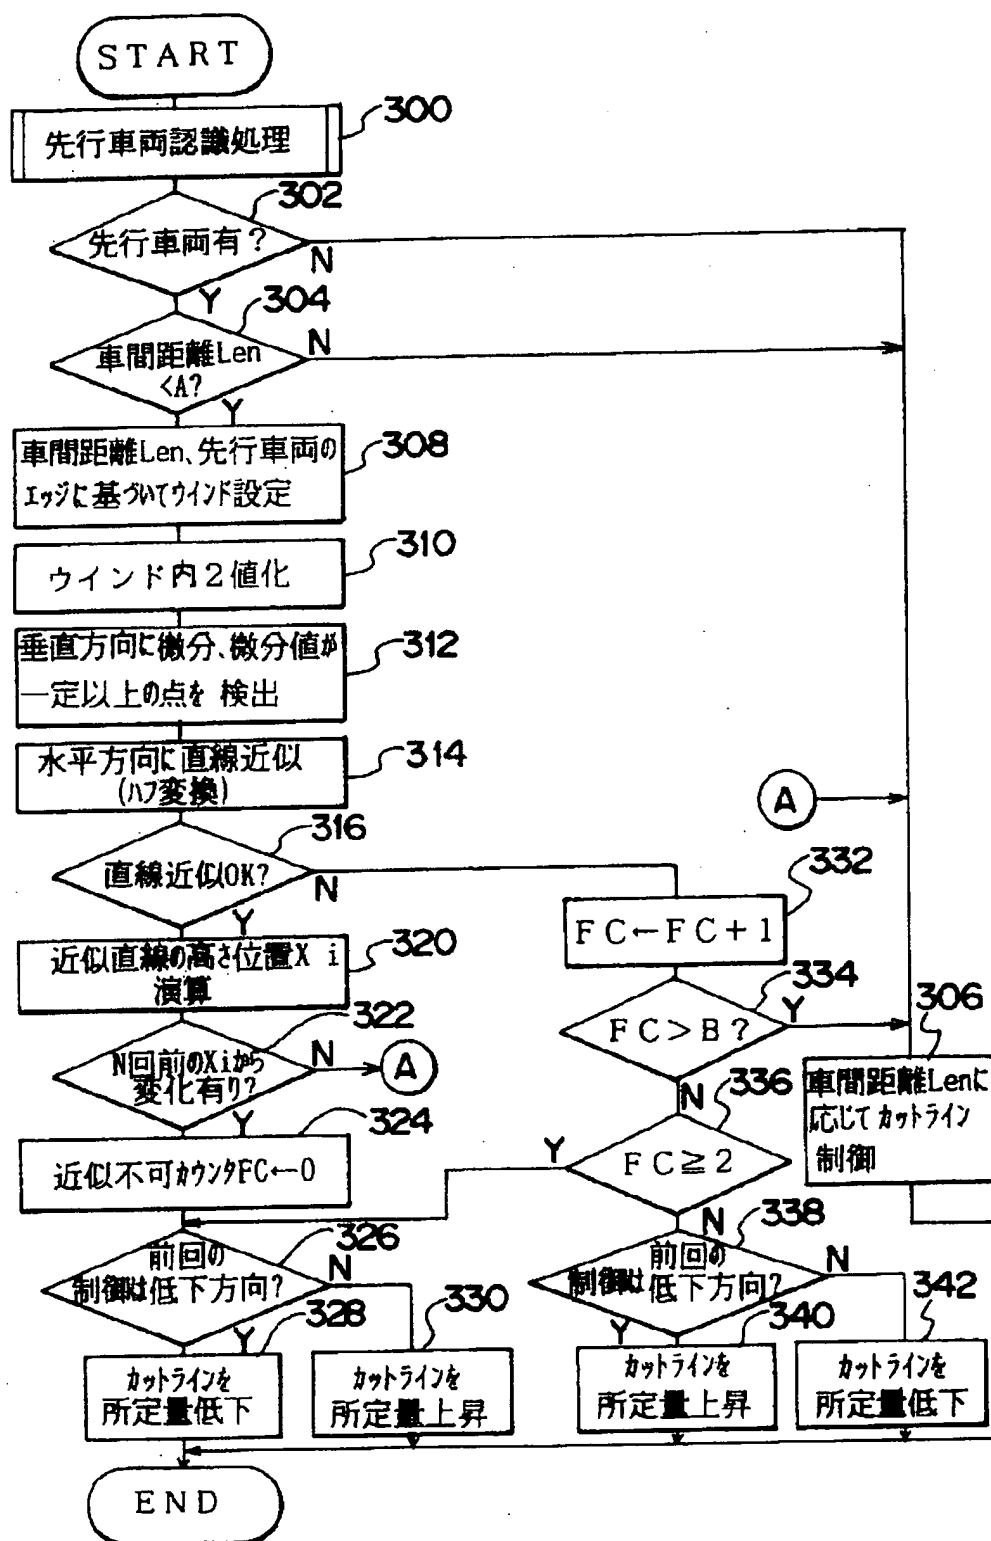 START
300
先行車両認識処理
302
先行車両有?
N
Y
304
車間距離Len
<A?
N
Y
308
車間距離Len、先行車両の
エッジに基づいてウインド設定
310
ウインド内2値化
312
垂直方向に微分、微分値が
一定以上の点を 検出
314
水平方向に直線近似
(ハフ変換)
A
316
直線近似OK?
N
Y
332
FC←FC+1
320
近似直線の高さ位置Xi
演算
334
FC>B?
Y
N
306
車間距離Lenに
応じてカットライン
制御
322
N回前のXiから
変化有り?
N
A
Y
324
近似不可カウンタFC←0
336
FC≧2
Y
N
326
前回の
制御は低下方向?
N
Y
338
前回の
制御は低下方向?
N
Y
328
カットラインを
所定量低下
330
カットラインを
所定量上昇
340
カットラインを
所定量上昇
342
カットラインを
所定量低下
END